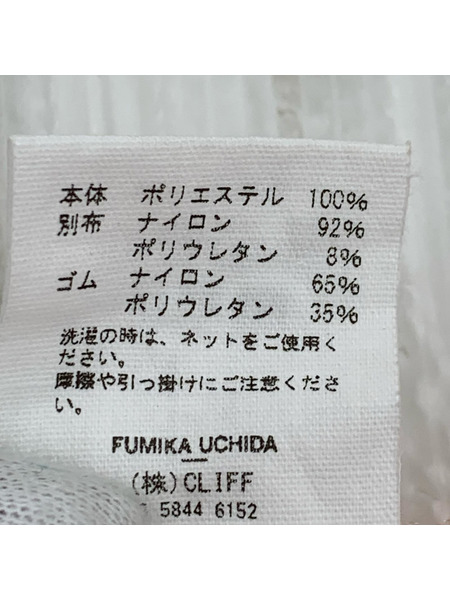 本体 ポリエステル 100%
別布 ナイロン 92%
ポリウレタン 8%
ゴム ナイロン 65%
ポリウレタン 35%
洗濯の時は、ネットをご使用く
ださい。
摩擦や引っ掛けにご注意くださ
い。
FUMIKA UCHIDA
(株)CLIFF
5844 6152